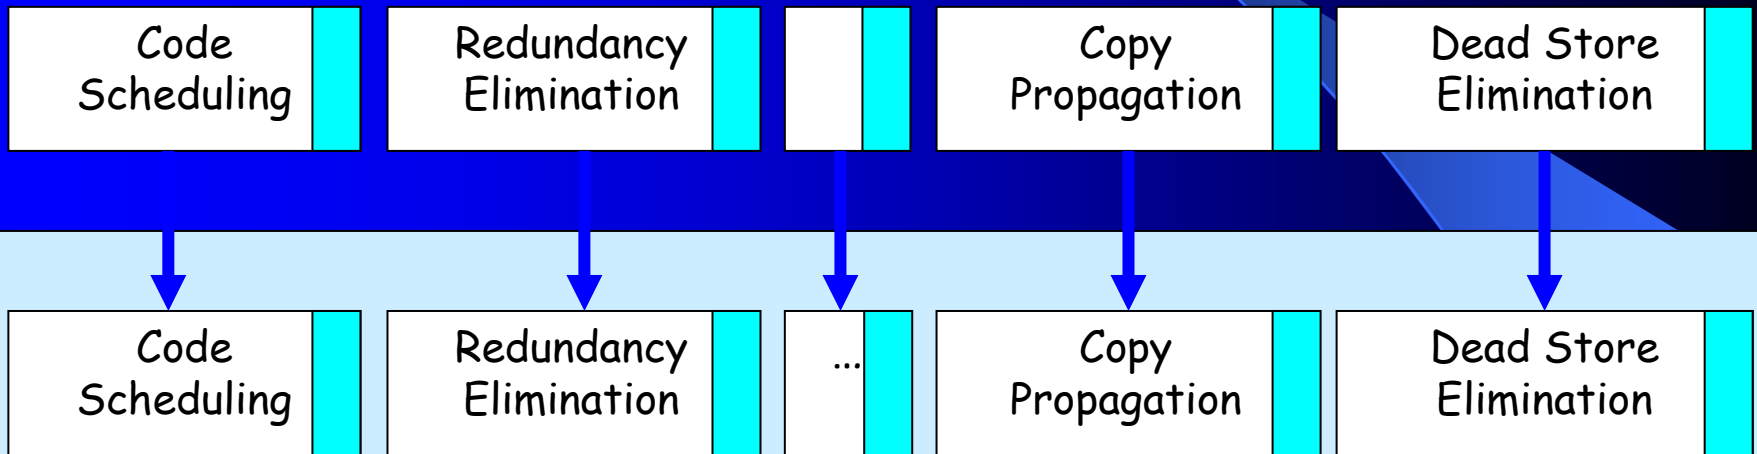 Code
Scheduling
Redundancy
Elimination
Copy
Propagation
Dead Store
Elimination
Code
Scheduling
Redundancy
Elimination
...
Copy
Propagation
Dead Store
Elimination